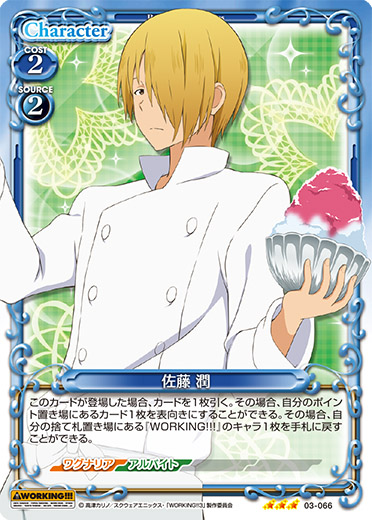 Character
COST
2
SOURCE
2
佐藤 潤
このカードが登場した場合、カードを1枚引く。その場合、自分のポイン
ト置き場にあるカード1枚を表向きにすることができる。その場合、自
分の捨て札置き場にある『WORKING!!!』のキャラ1枚を手札に戻す
ことができる。
ワグナリア アルバイト
WORKING!!!
© 高津カリノ/スクウェアエニックス・「WORKING!!3」製作委員会
03-066